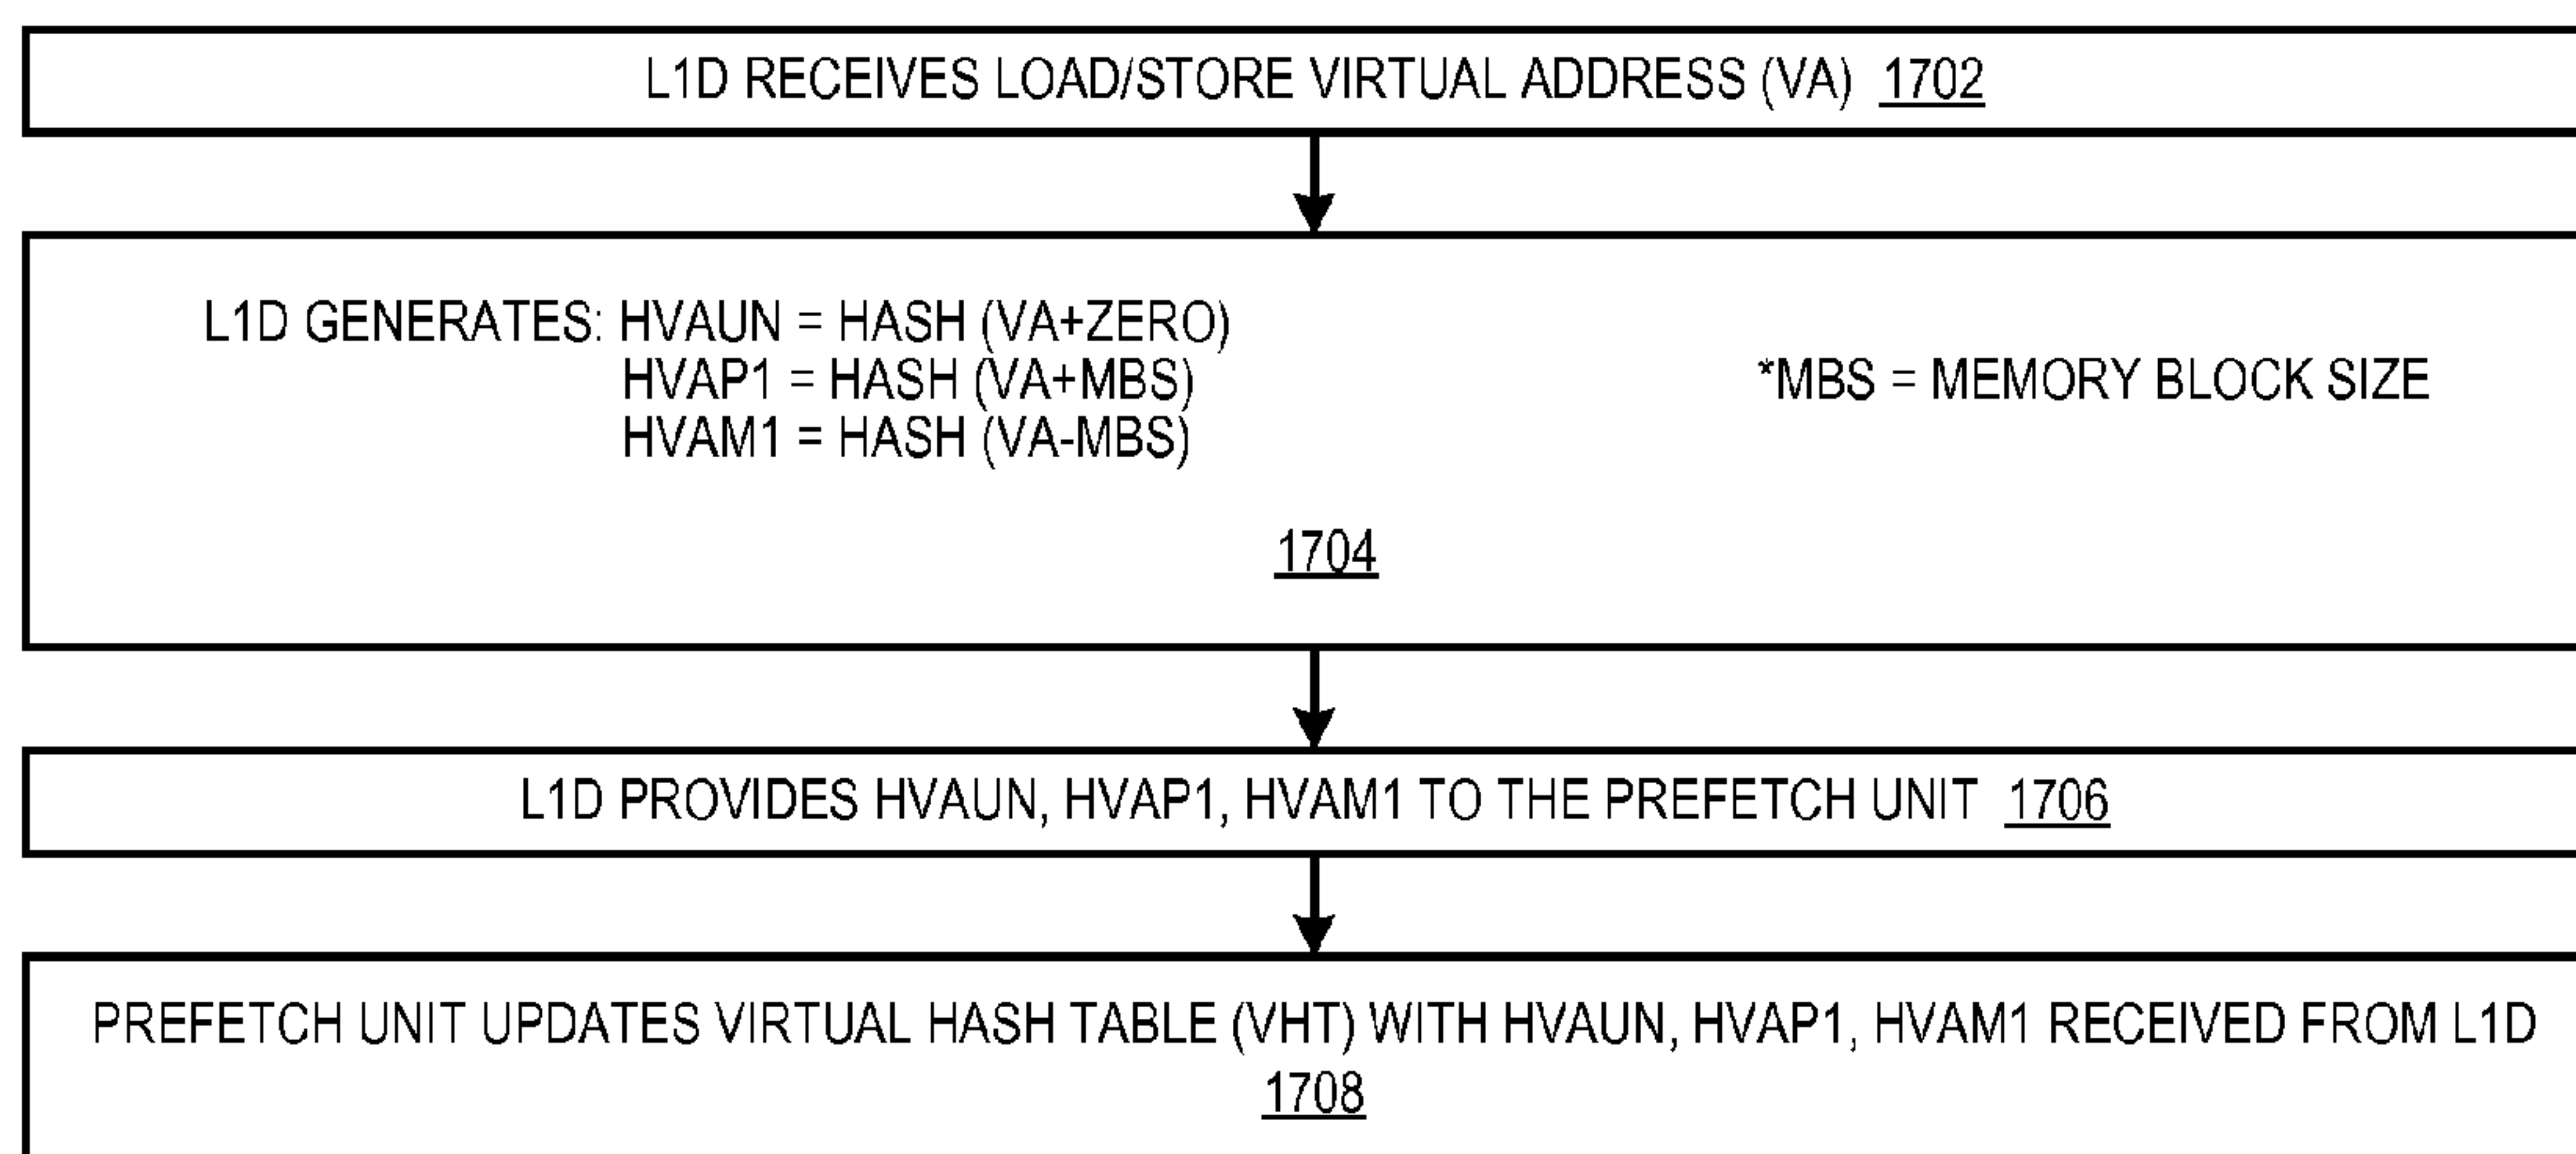 L1D RECEIVES LOAD/STORE VIRTUAL ADDRESS (VA) 1702
L1D GENERATES: HVAUN = HASH (VA+ZERO)
HVAP1 = HASH (VA+MBS)
*MBS = MEMORY BLOCK SIZE
HVAM1 = HASH (VA-MBS)
1704
L1D PROVIDES HVAUN, HVAP1, HVAM1 TO THE PREFETCH UNIT 1706
PREFETCH UNIT UPDATES VIRTUAL HASH TABLE (VHT) WITH HVAUN, HVAP1, HVAM1 RECEIVED FROM L1D
1708